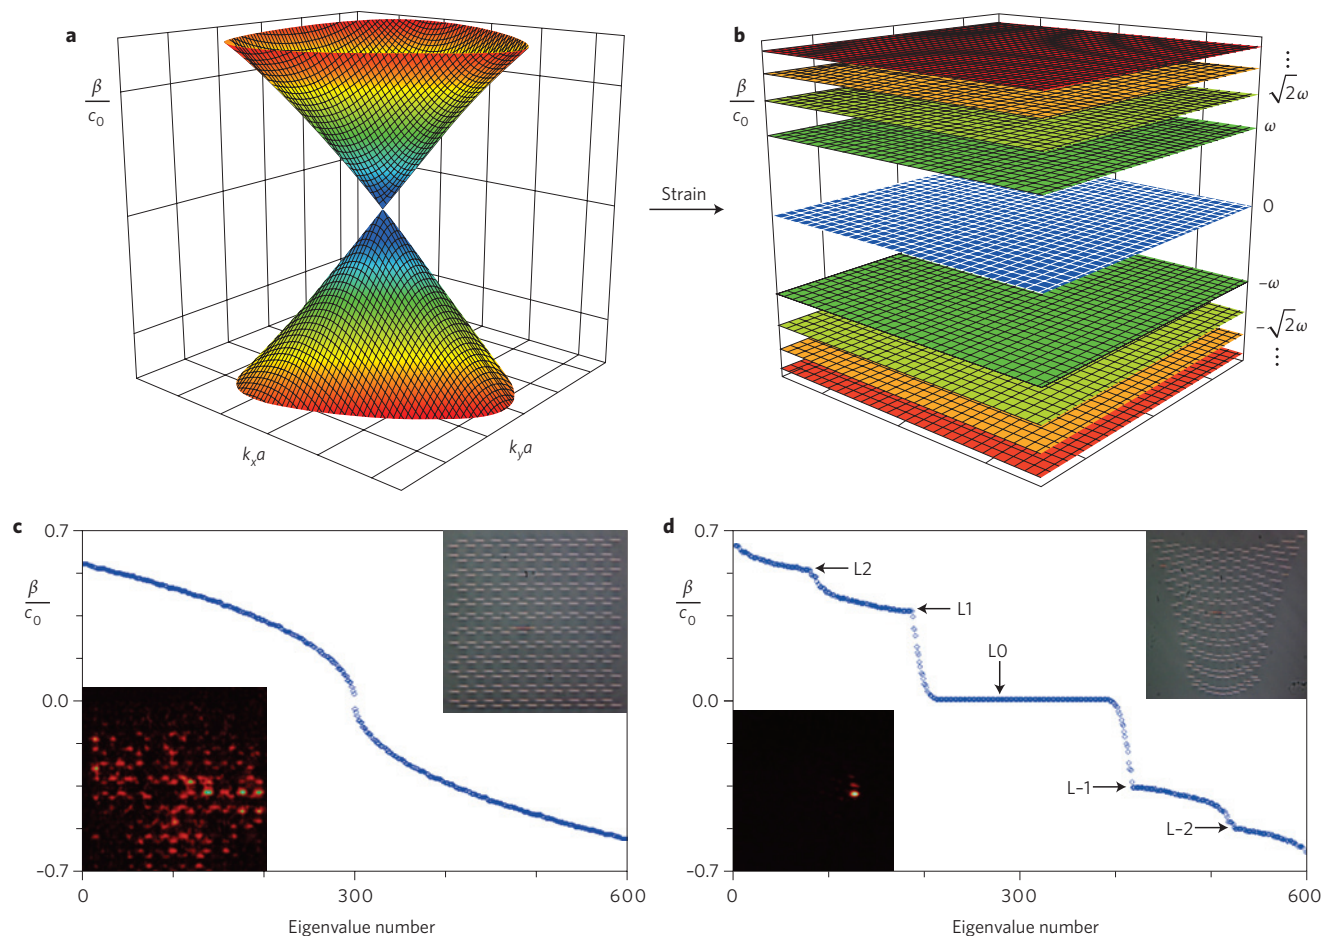 a
β
c₀
kₓa
k_y a
Strain
b
β
c₀
⋮
√2ω
ω
0
−ω
−√2ω
⋮
c
0.7
β
c₀
0.0
−0.7
0
300
600
Eigenvalue number
d
0.7
β
c₀
0.0
−0.7
L2
L1
L0
L−1
L−2
0
300
600
Eigenvalue number